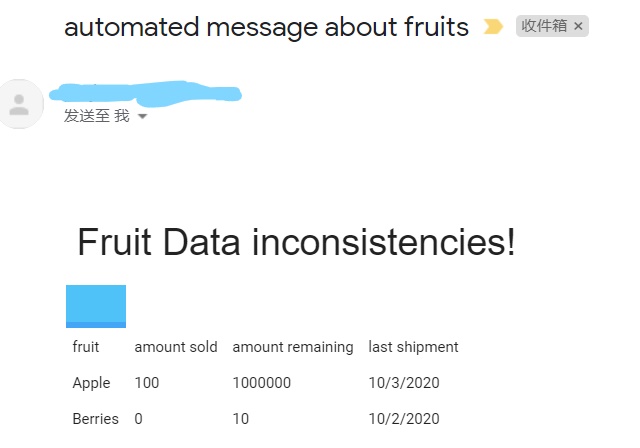 automated message about fruits 收件箱 ×
发送至 我
Fruit Data inconsistencies!
fruit amount sold amount remaining last shipment
Apple 100 1000000 10/3/2020
Berries 0 10 10/2/2020